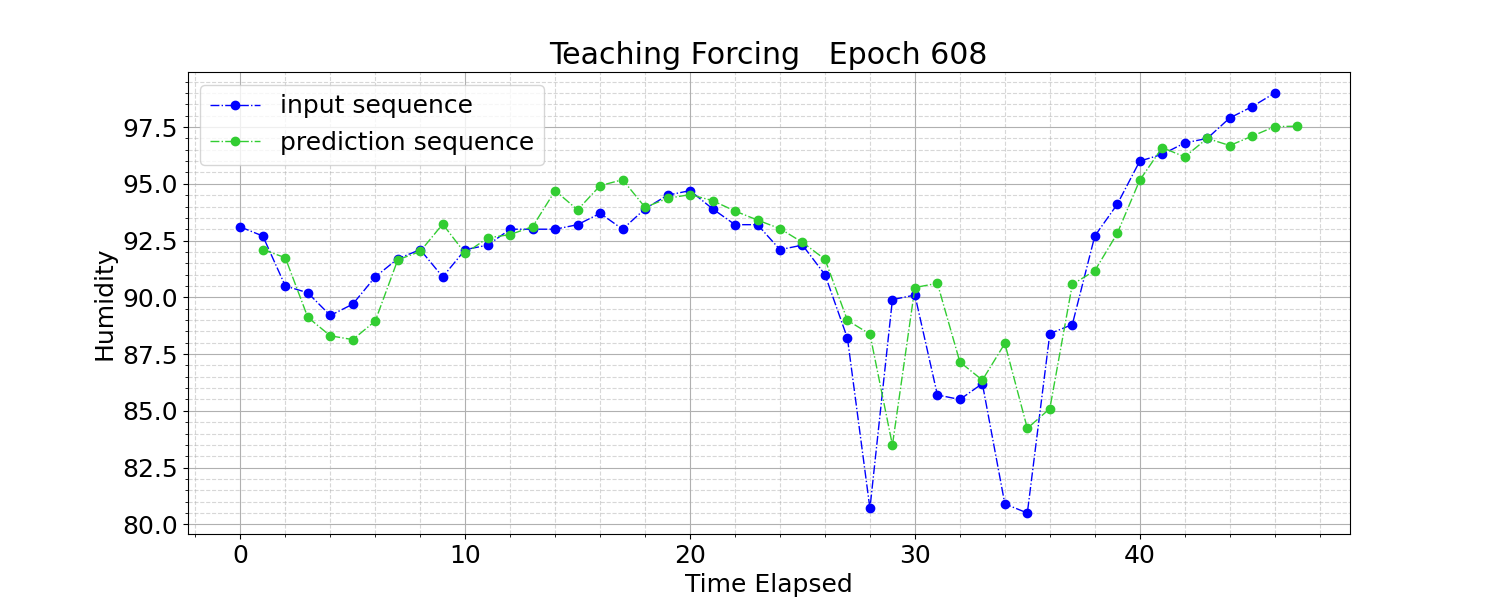 Teaching Forcing   Epoch 608
input sequence
prediction sequence
Humidity
97.5
95.0
92.5
90.0
87.5
85.0
82.5
80.0
0 10 20 30 40
Time Elapsed